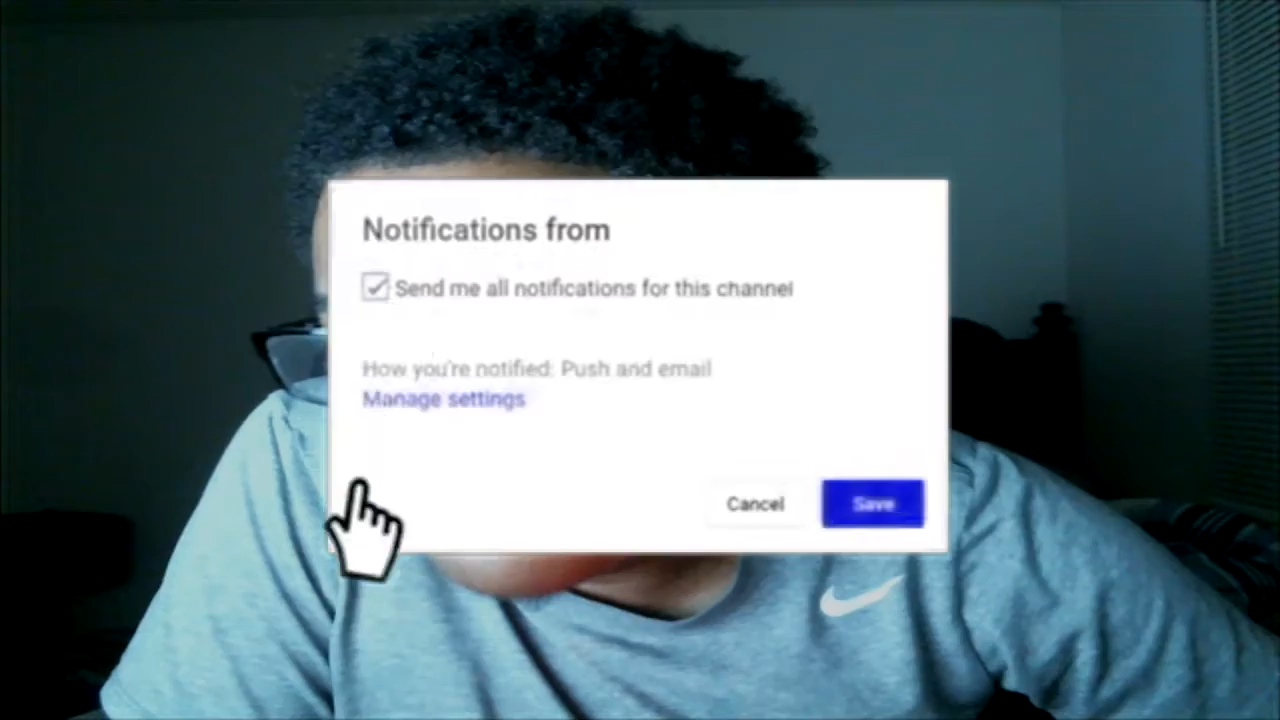 Notifications from
Send me all notifications for this channel
How you're notified: Push and email
Manage settings
Cancel
Save